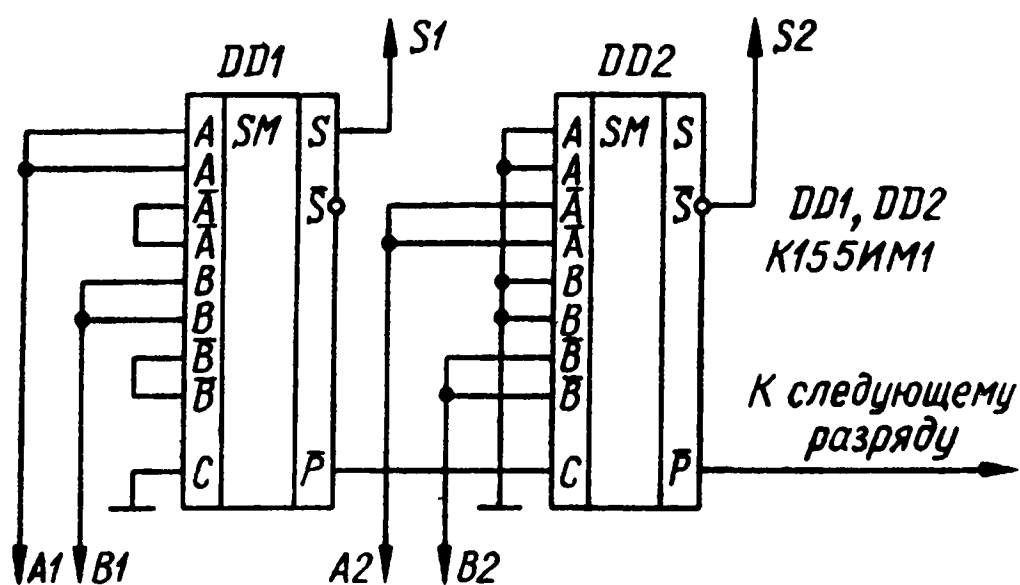 DD1
S1
A SM S
A
A̅ S̅
A̅
B
B
B̅
B̅
C P̅
A1 B1
DD2
S2
A SM S
A
A̅ S̅
A̅
B
B
B̅
B̅
C P̅
A2 B2
DD1, DD2
К155ИМ1
К следующему
разряду